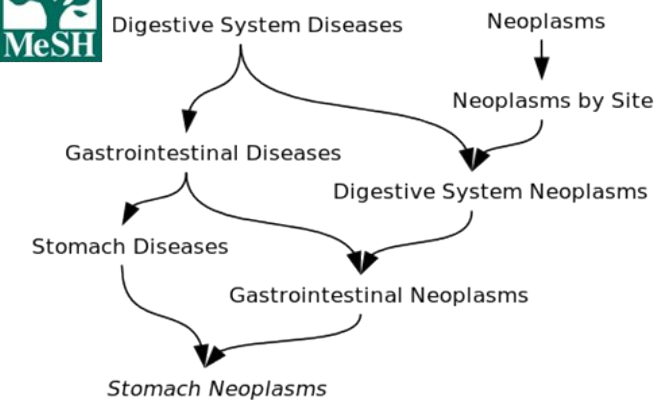 MeSH
Digestive System Diseases
Neoplasms
Neoplasms by Site
Gastrointestinal Diseases
Digestive System Neoplasms
Stomach Diseases
Gastrointestinal Neoplasms
Stomach Neoplasms